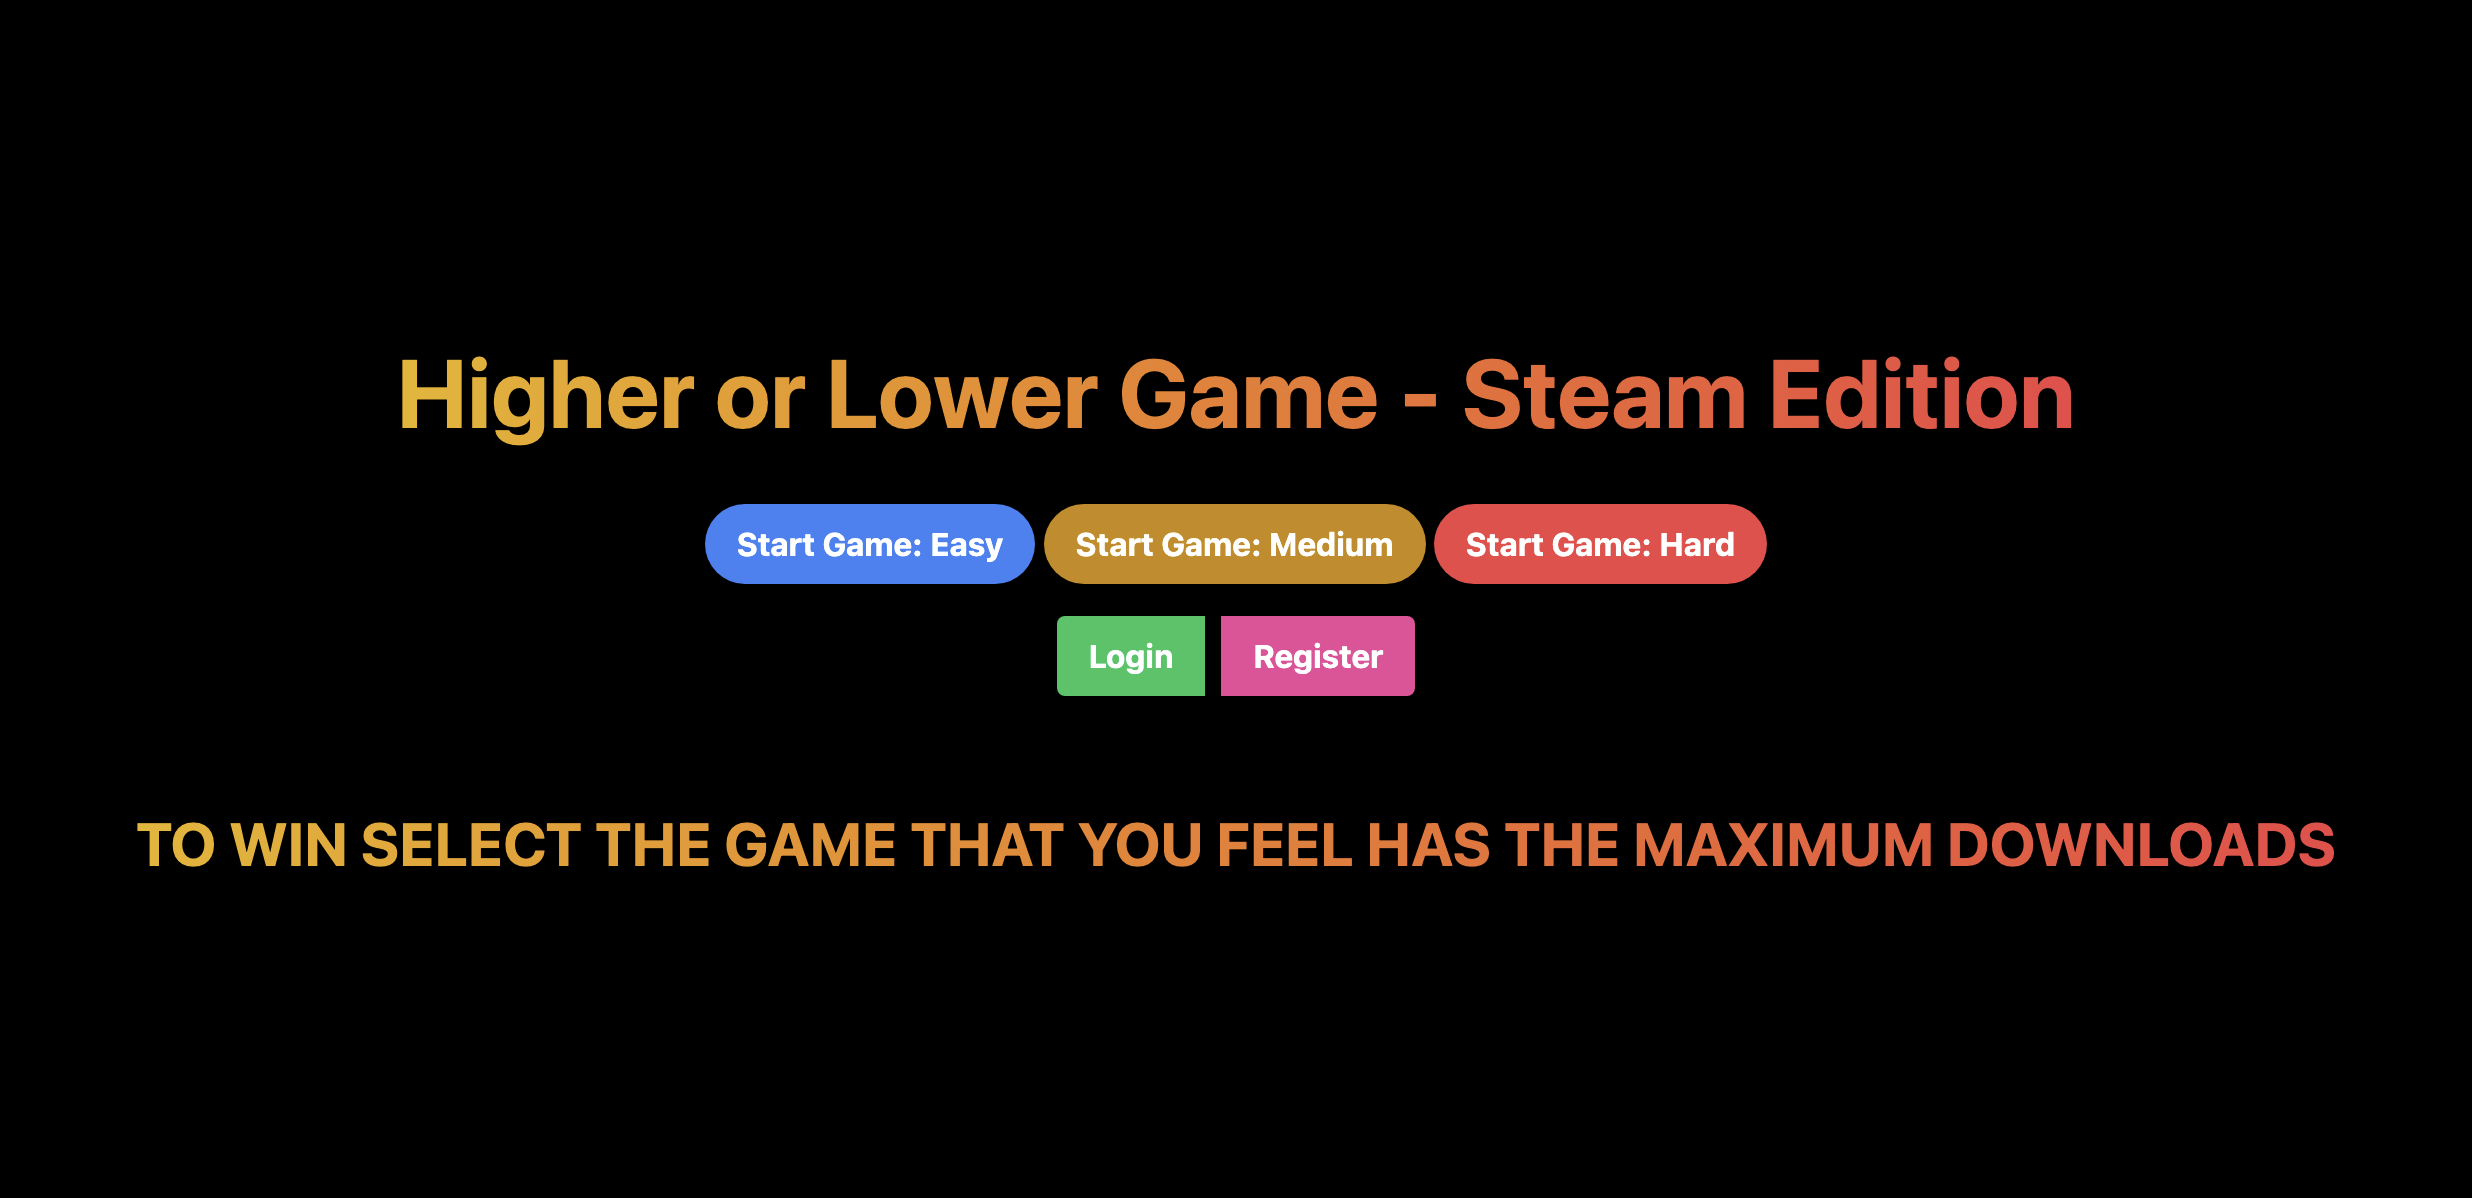 Higher or Lower Game - Steam Edition
Start Game: Easy Start Game: Medium Start Game: Hard
Login Register
TO WIN SELECT THE GAME THAT YOU FEEL HAS THE MAXIMUM DOWNLOADS